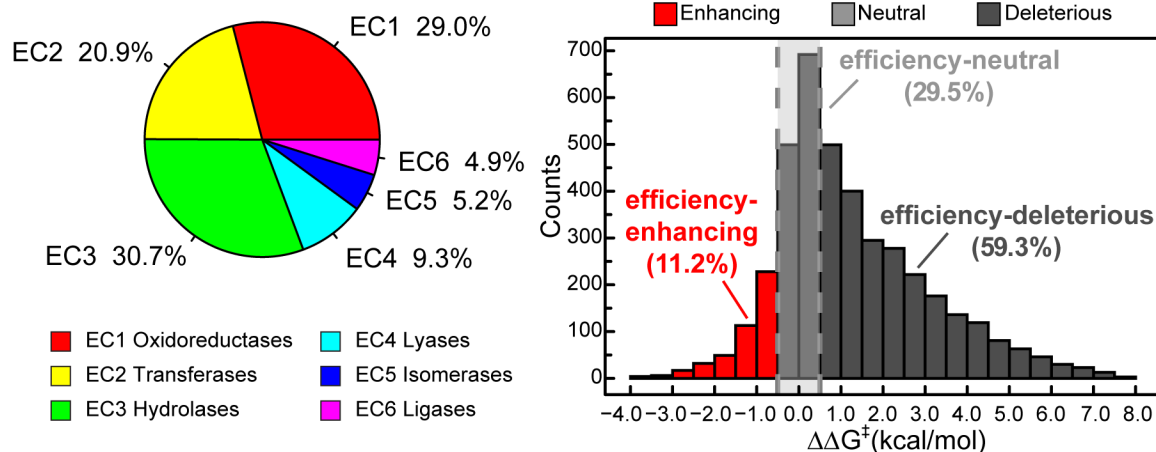 EC1 29.0%
EC2 20.9%
EC6 4.9%
EC5 5.2%
EC4 9.3%
EC3 30.7%
EC1 Oxidoreductases
EC2 Transferases
EC3 Hydrolases
EC4 Lyases
EC5 Isomerases
EC6 Ligases
Enhancing Neutral Deleterious
Counts
700
600
500
400
300
200
100
0
efficiency-neutral
(29.5%)
efficiency-
enhancing
(11.2%)
efficiency-deleterious
(59.3%)
−4.0 −3.0 −2.0 −1.0 0.0 1.0 2.0 3.0 4.0 5.0 6.0 7.0 8.0
ΔΔG‡(kcal/mol)